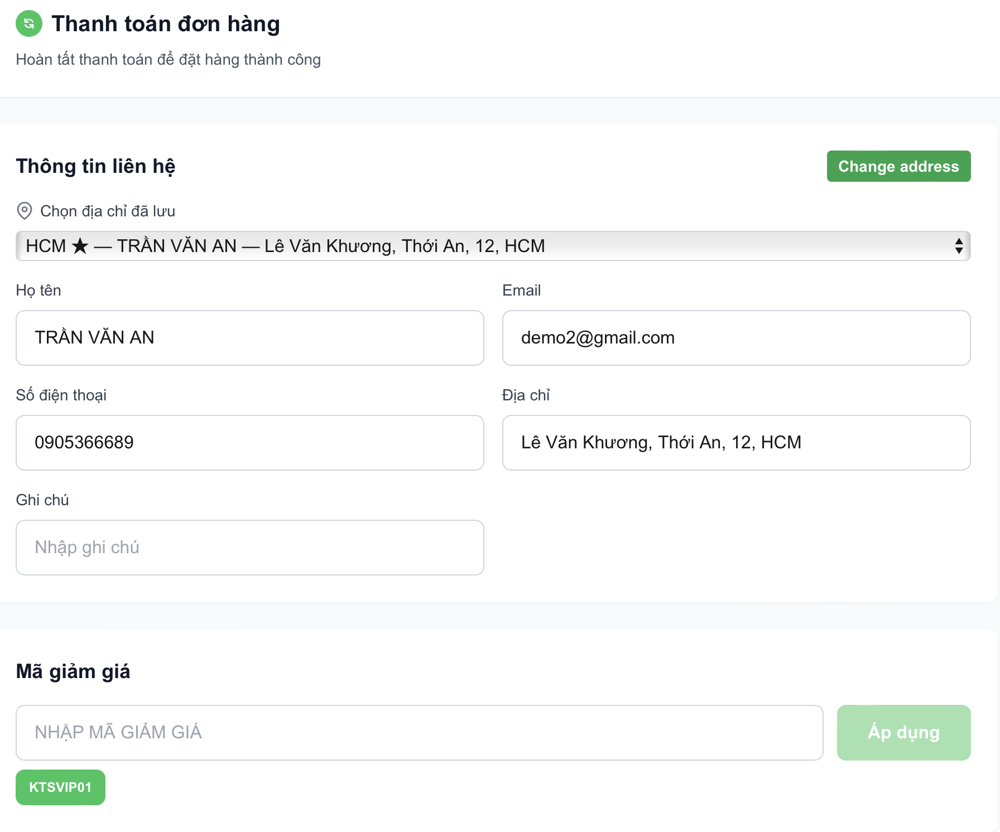 Thanh toán đơn hàng
Hoàn tất thanh toán để đặt hàng thành công
Thông tin liên hệ
Change address
Chọn địa chỉ đã lưu
HCM ★ — TRẦN VĂN AN — Lê Văn Khương, Thới An, 12, HCM
Họ tên
Email
TRẦN VĂN AN
demo2@gmail.com
Số điện thoại
Địa chỉ
0905366689
Lê Văn Khương, Thới An, 12, HCM
Ghi chú
Nhập ghi chú
Mã giảm giá
NHẬP MÃ GIẢM GIÁ
Áp dụng
KTSVIP01